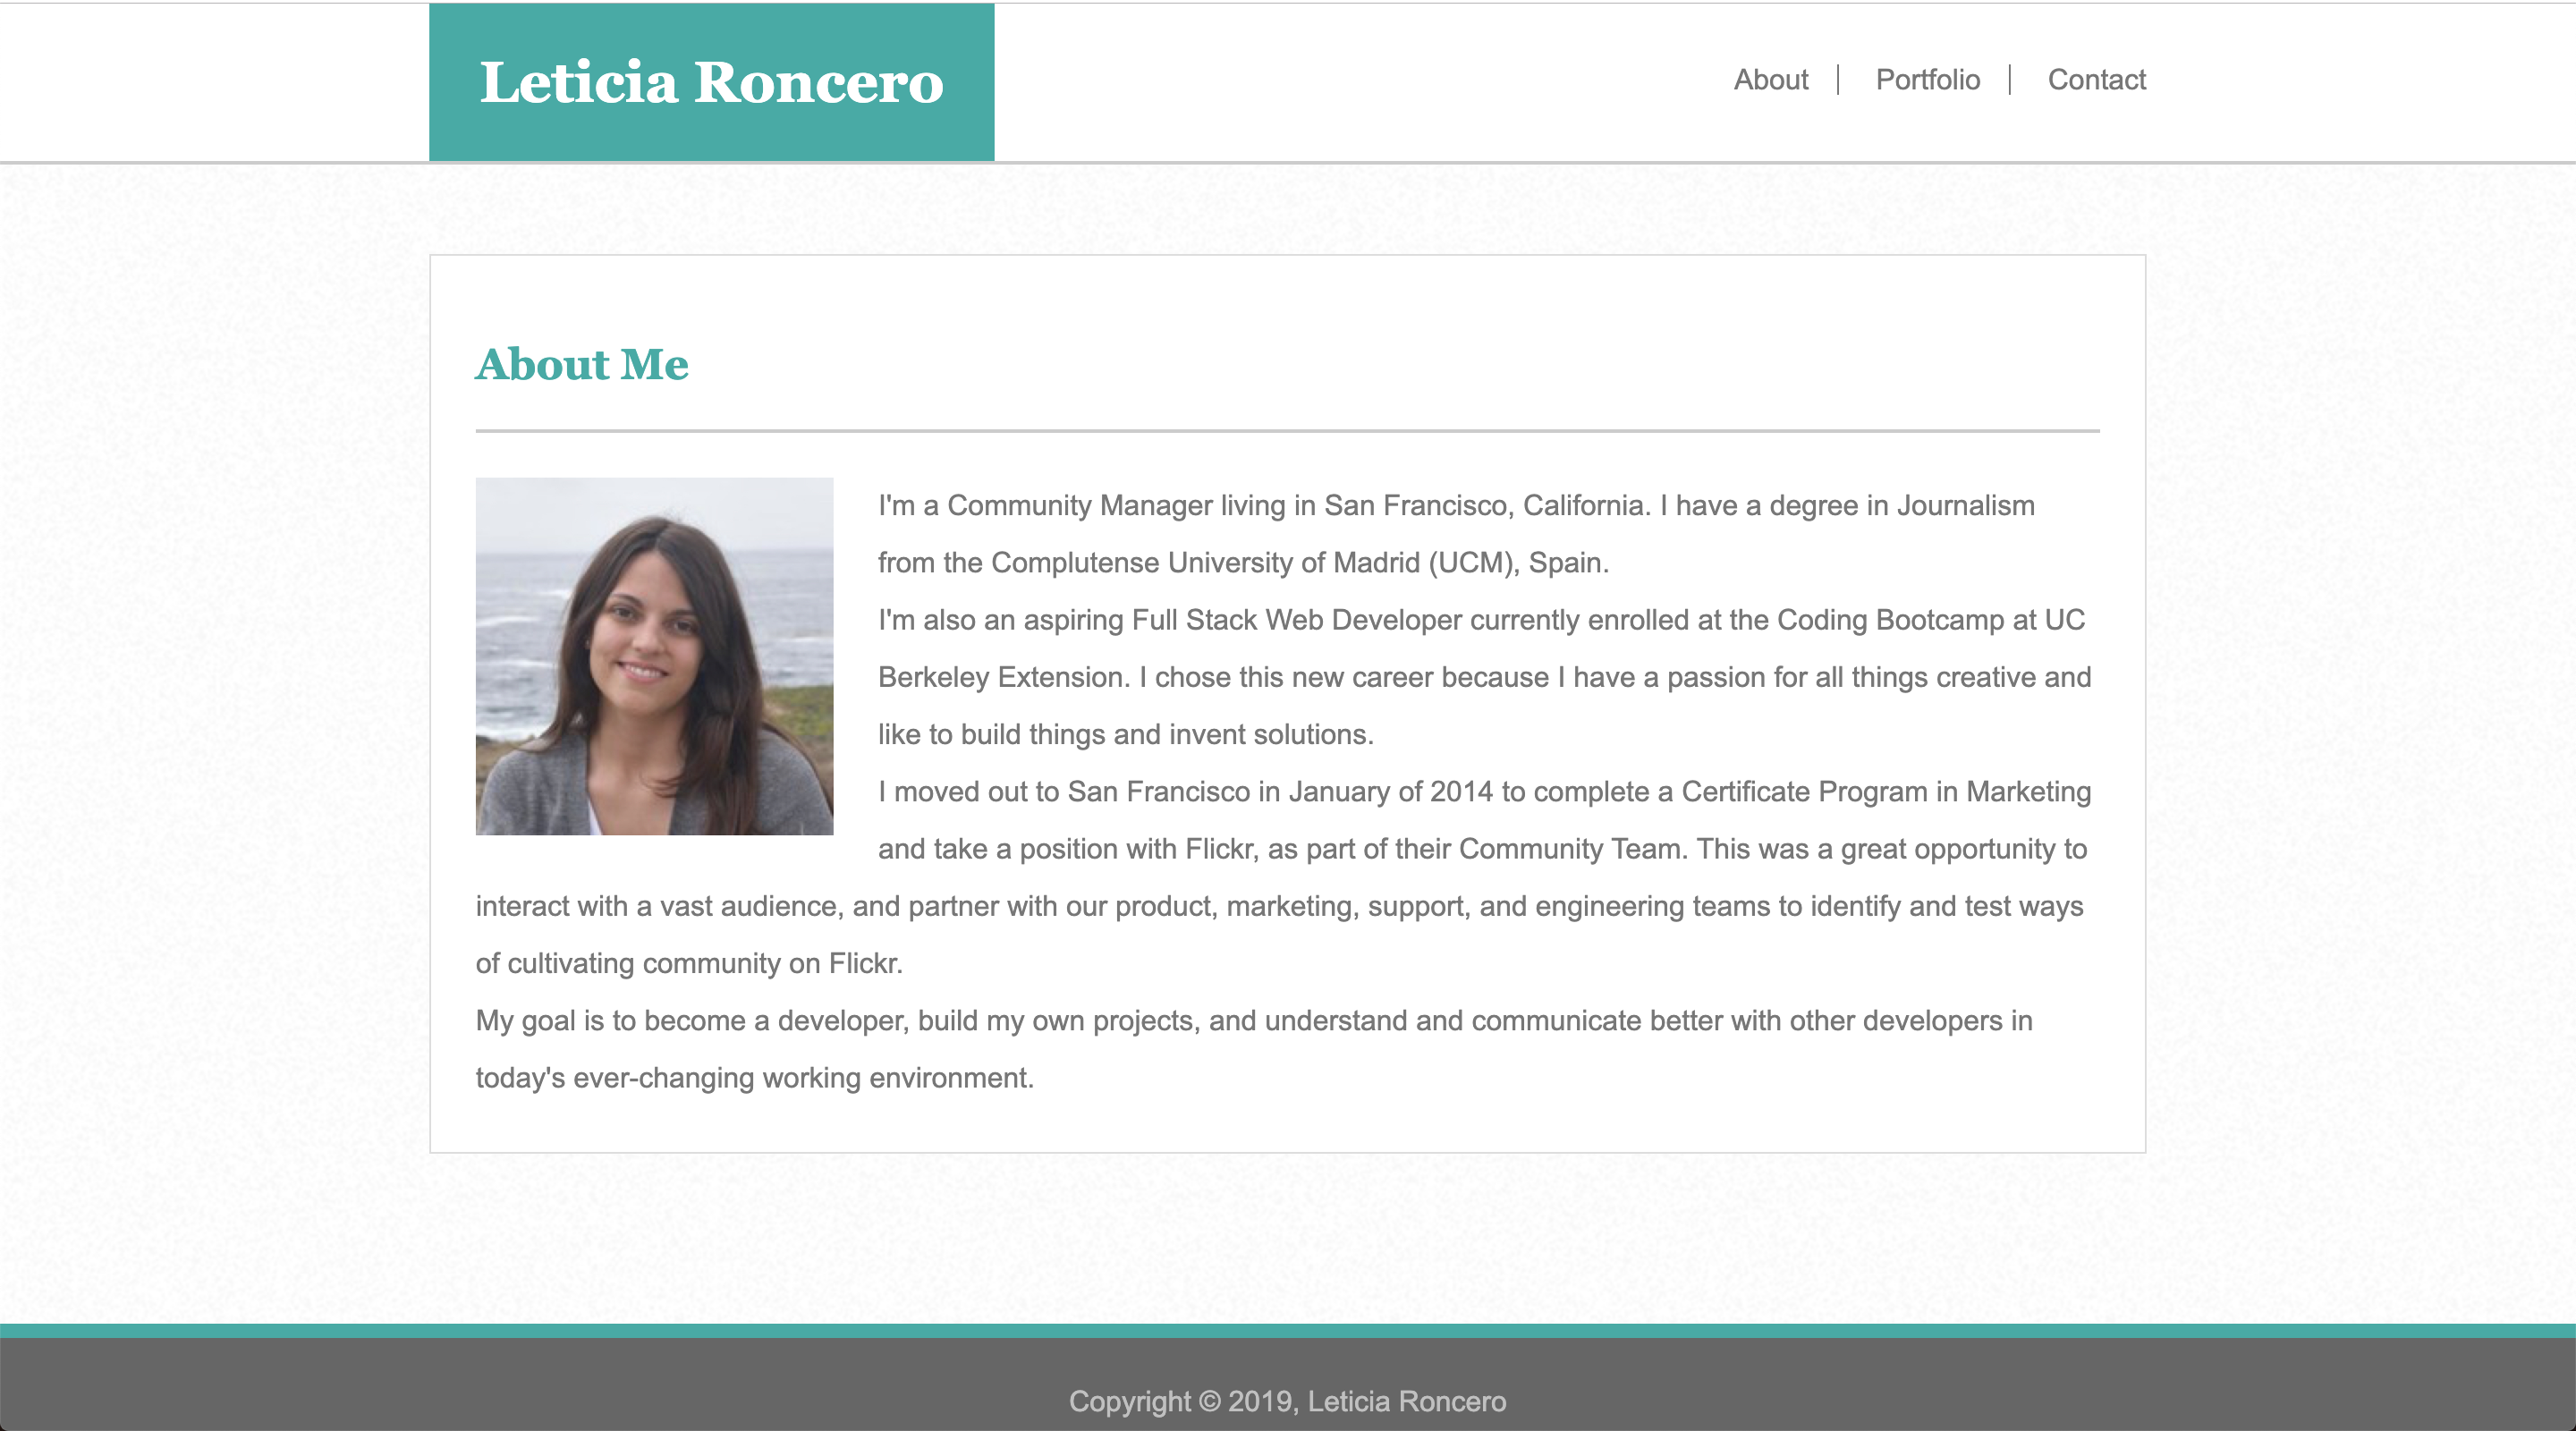 Leticia Roncero
About
Portfolio
Contact
About Me
I'm a Community Manager living in San Francisco, California. I have a degree in Journalism
from the Complutense University of Madrid (UCM), Spain.
I'm also an aspiring Full Stack Web Developer currently enrolled at the Coding Bootcamp at UC
Berkeley Extension. I chose this new career because I have a passion for all things creative and
like to build things and invent solutions.
I moved out to San Francisco in January of 2014 to complete a Certificate Program in Marketing
and take a position with Flickr, as part of their Community Team. This was a great opportunity to
interact with a vast audience, and partner with our product, marketing, support, and engineering teams to identify and test ways
of cultivating community on Flickr.
My goal is to become a developer, build my own projects, and understand and communicate better with other developers in
today's ever-changing working environment.
Copyright © 2019, Leticia Roncero